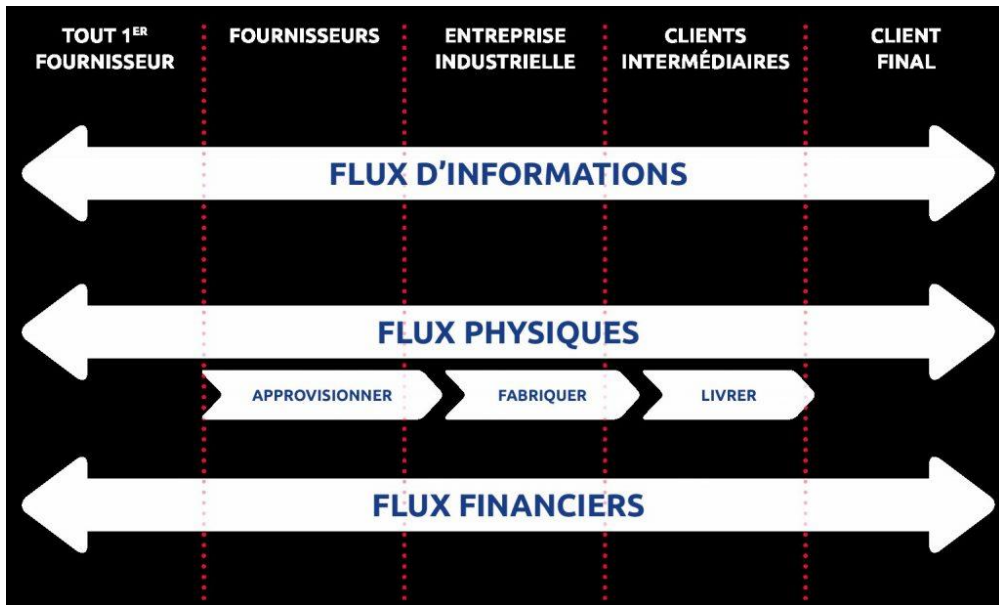 TOUT 1ER
FOURNISSEUR
FOURNISSEURS
ENTREPRISE
INDUSTRIELLE
CLIENTS
INTERMÉDIAIRES
CLIENT
FINAL
FLUX D’INFORMATIONS
FLUX PHYSIQUES
APPROVISIONNER
FABRIQUER
LIVRER
FLUX FINANCIERS